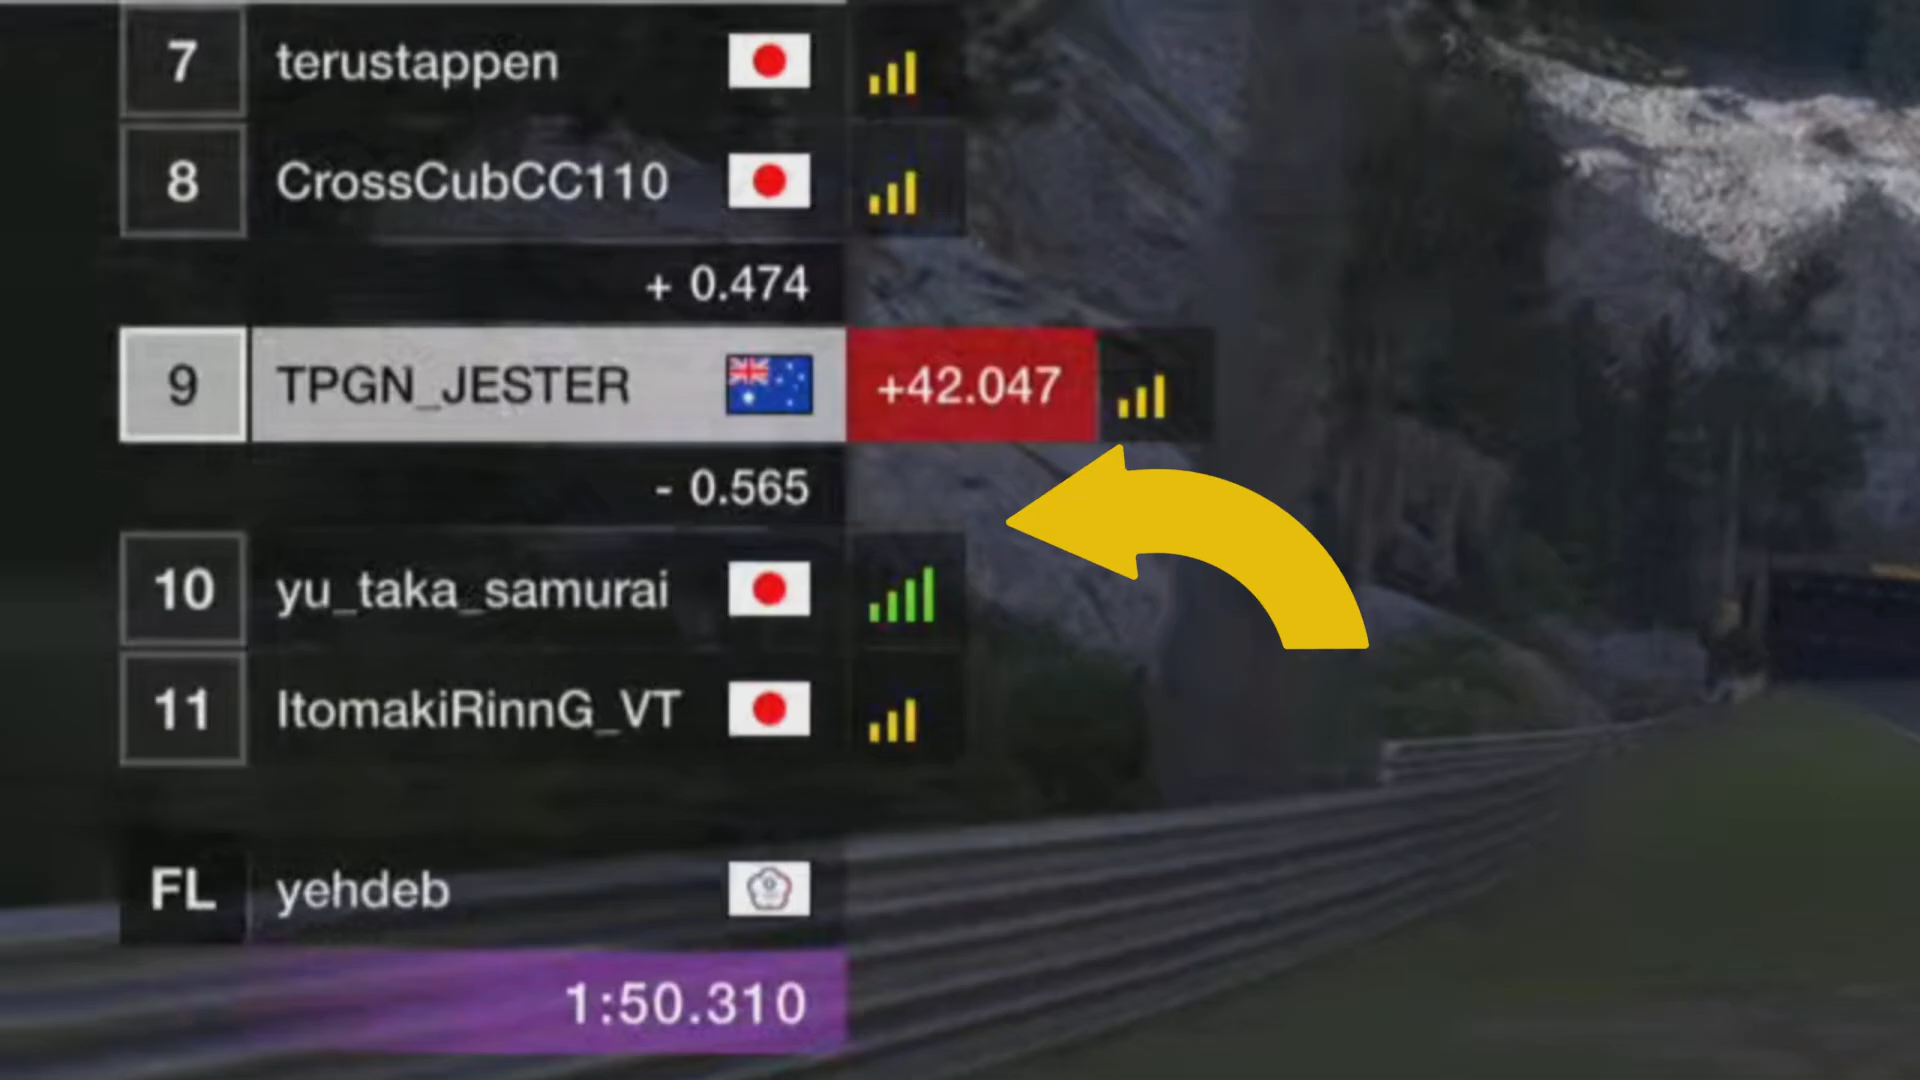 7 terustappen
8 CrossCubCC110
+ 0.474
9 TPGN_JESTER +42.047
- 0.565
10 yu_taka_samurai
11 ItomakiRinnG_VT
FL yehdeb
1:50.310